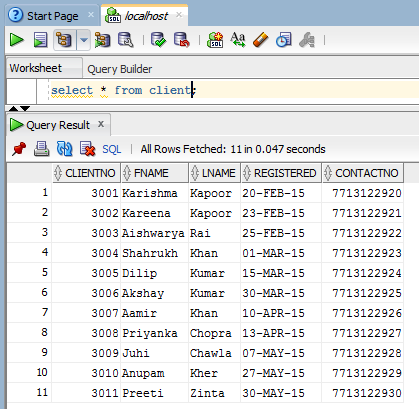 Start Page localhost
Worksheet Query Builder
select * from client;
Query Result
SQL All Rows Fetched: 11 in 0.047 seconds
CLIENTNO FNAME LNAME REGISTERED CONTACTNO
1 3001 Karishma Kapoor 20-FEB-15 7713122920
2 3002 Kareena Kapoor 23-FEB-15 7713122921
3 3003 Aishwarya Rai 25-FEB-15 7713122922
4 3004 Shahrukh Khan 01-MAR-15 7713122923
5 3005 Dilip Kumar 15-MAR-15 7713122924
6 3006 Akshay Kumar 30-MAR-15 7713122925
7 3007 Aamir Khan 10-APR-15 7713122926
8 3008 Priyanka Chopra 13-APR-15 7713122927
9 3009 Juhi Chawla 07-MAY-15 7713122928
10 3010 Anupam Kher 27-MAY-15 7713122929
11 3011 Preeti Zinta 30-MAY-15 7713122930